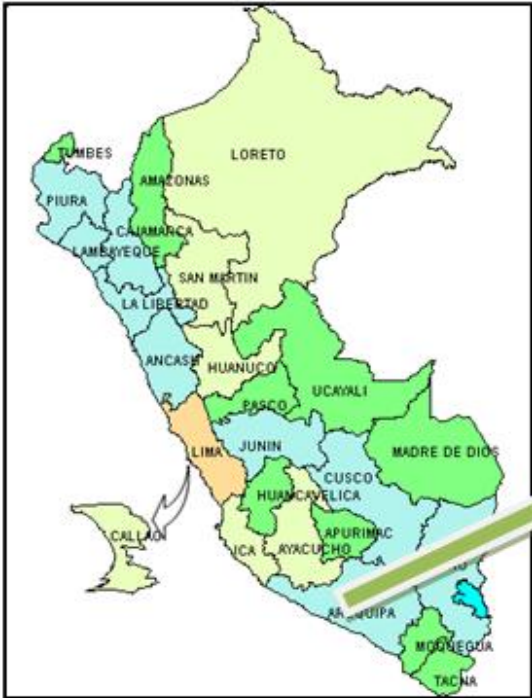 TUMBES
LORETO
AMAZONAS
PIURA
CAJAMARCA
LAMBAYEQUE
SAN MARTIN
LA LIBERTAD
ANCASH
HUANUCO
UCAYALI
PASCO
LIMA
JUNIN
MADRE DE DIOS
CUSCO
HUANCAVELICA
CALLAO
APURIMAC
ICA
AYACUCHO
AREQUIPA
MOQUEGUA
TACNA